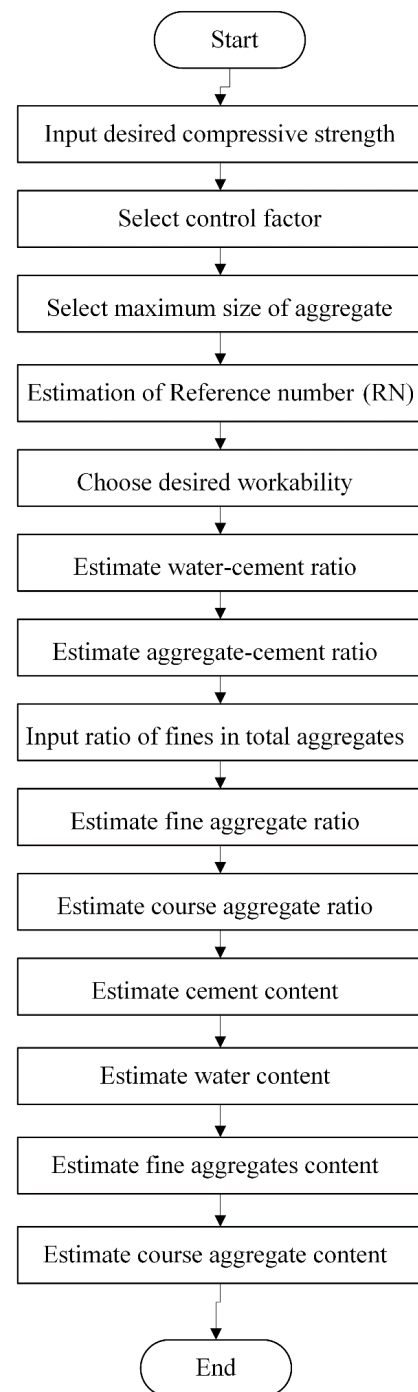 Start
Input desired compressive strength
Select control factor
Select maximum size of aggregate
Estimation of Reference number (RN)
Choose desired workability
Estimate water-cement ratio
Estimate aggregate-cement ratio
Input ratio of fines in total aggregates
Estimate fine aggregate ratio
Estimate course aggregate ratio
Estimate cement content
Estimate water content
Estimate fine aggregates content
Estimate course aggregate content
End